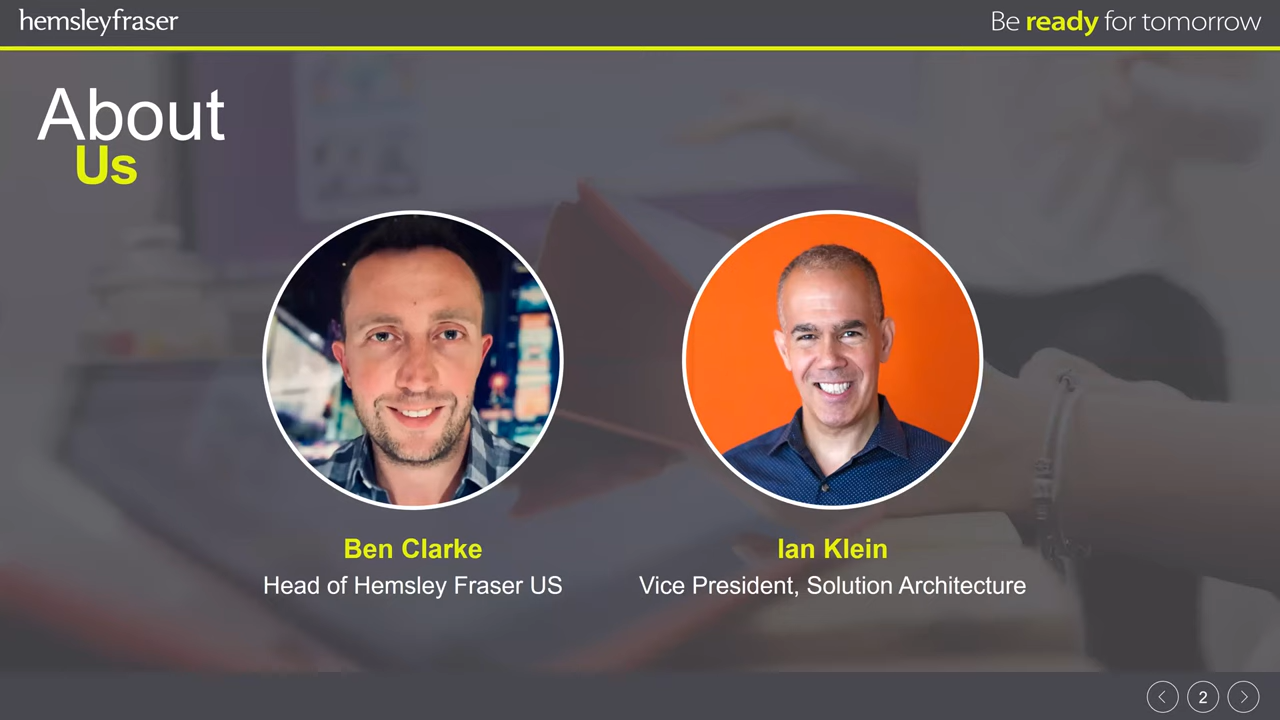 hemsleyfraser
Be ready for tomorrow
About
Us
Ben Clarke
Head of Hemsley Fraser US
Ian Klein
Vice President, Solution Architecture
2